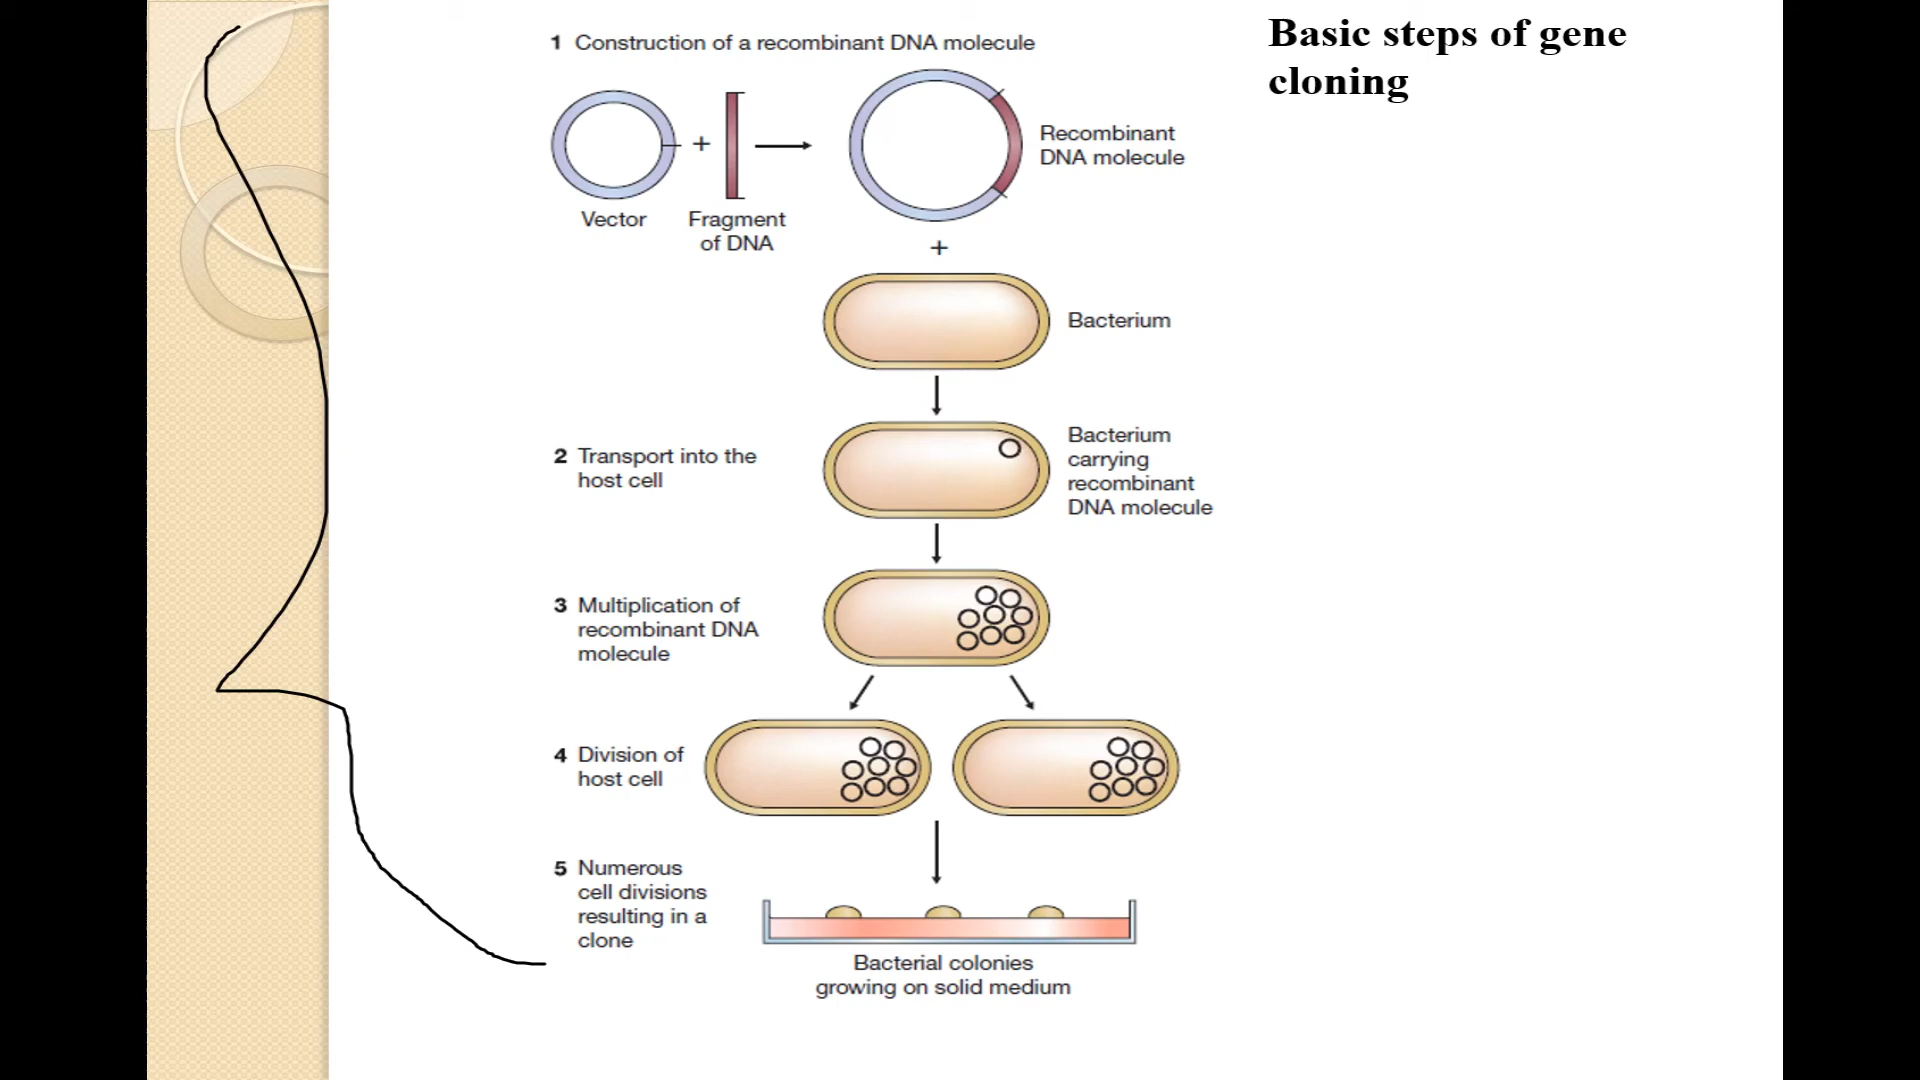 Basic steps of gene
cloning
1 Construction of a recombinant DNA molecule
+
Recombinant
DNA molecule
Vector
Fragment
of DNA
+
Bacterium
2 Transport into the
host cell
Bacterium
carrying
recombinant
DNA molecule
3 Multiplication of
recombinant DNA
molecule
4 Division of
host cell
5 Numerous
cell divisions
resulting in a
clone
Bacterial colonies
growing on solid medium